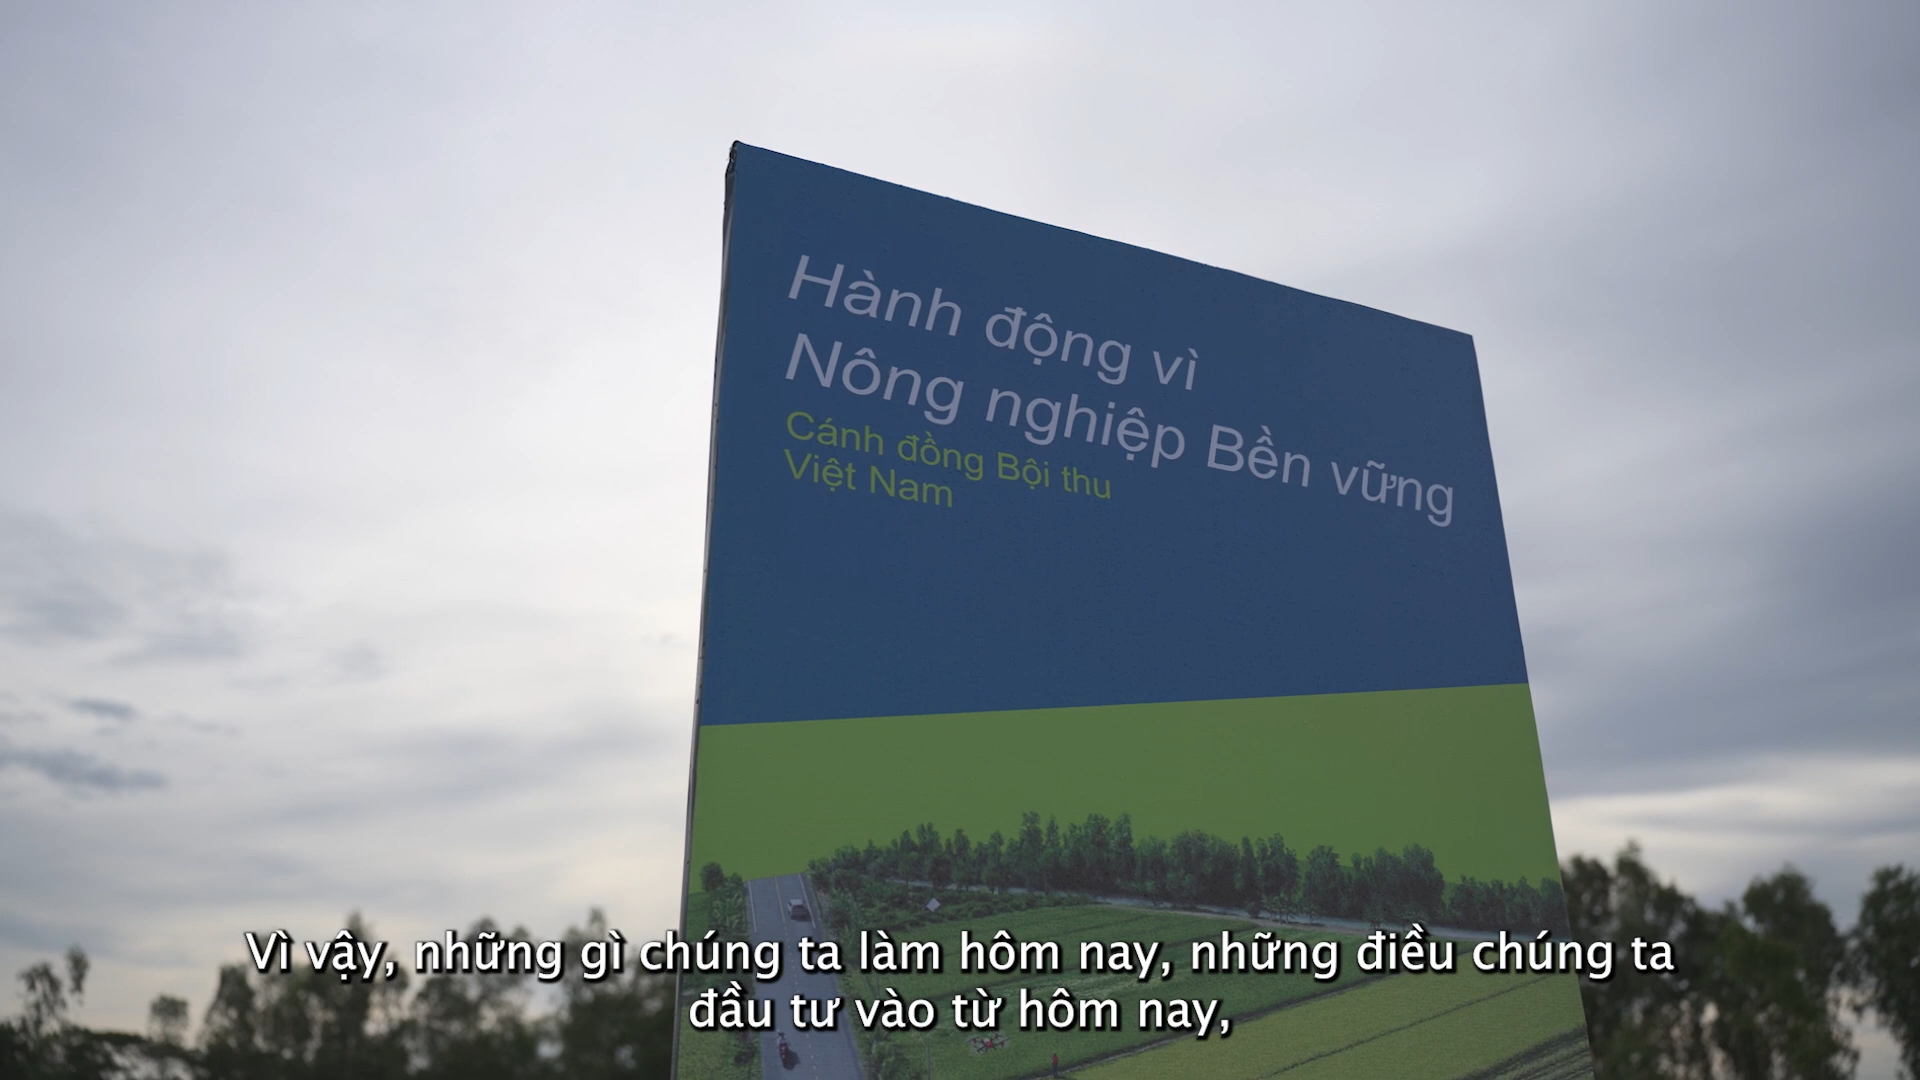 Hành động vì
Nông nghiệp Bền vững
Cánh đồng Bội thu
Việt Nam
Vì vậy, những gì chúng ta làm hôm nay, những điều chúng ta
đầu tư vào từ hôm nay,